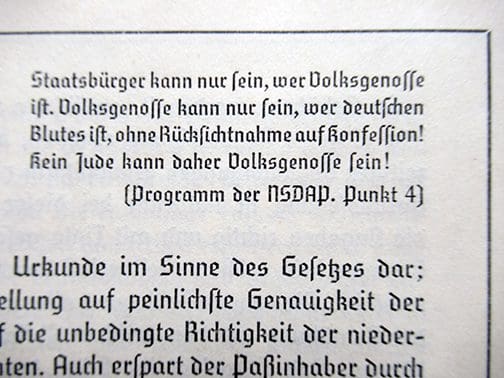 Staatsbürger kann nur sein, wer Volksgenosse
ist. Volksgenosse kann nur sein, wer deutschen
Blutes ist, ohne Rücksichtnahme auf Konfession!
Kein Jude kann daher Volksgenosse sein!
(Programm der NSDAP. Punkt 4)
Urkunde im Sinne des Gesetzes dar;
ellung auf peinlichste Genauigkeit der
f die unbedingte Richtigkeit der nieder-
nten. Auch erspart der Paßinhaber durch